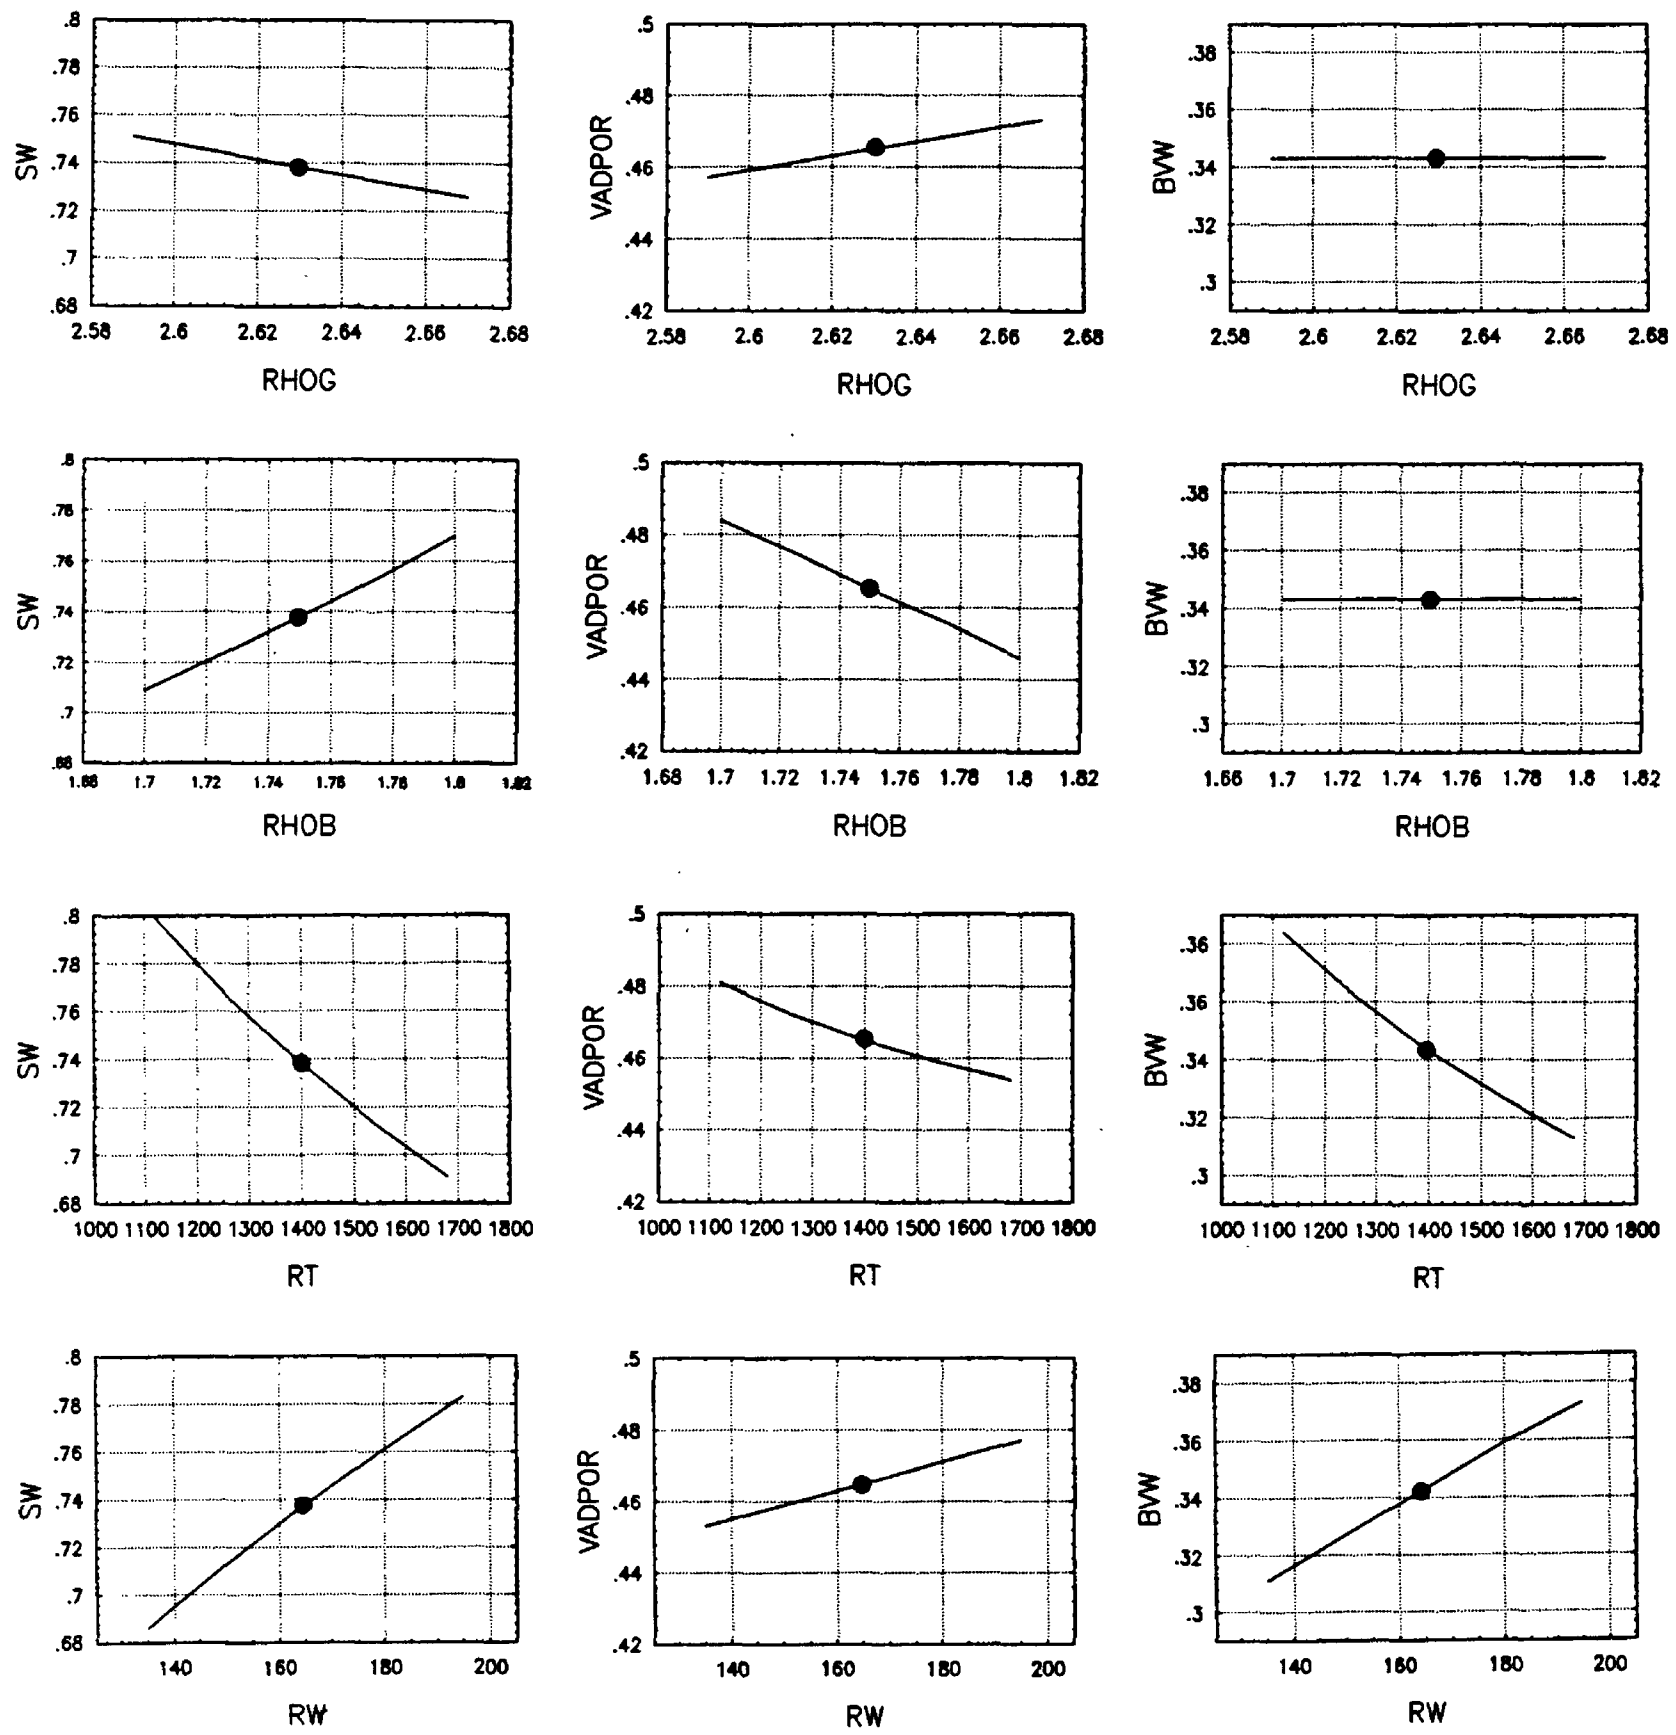 .8
.78
.76
.74
.72
.7
.68
SW
2.58 2.6 2.62 2.64 2.66 2.68
RHOG
.5
.48
.46
.44
.42
VADPOR
2.58 2.6 2.62 2.64 2.66 2.68
RHOG
.38
.36
.34
.32
.3
BVW
2.58 2.6 2.62 2.64 2.66 2.68
RHOG
.8
.78
.76
.74
.72
.7
.68
SW
1.68 1.7 1.72 1.74 1.76 1.78 1.8 1.82
RHOB
.5
.48
.46
.44
.42
VADPOR
1.68 1.7 1.72 1.74 1.76 1.78 1.8 1.82
RHOB
.38
.36
.34
.32
.3
BVW
1.68 1.7 1.72 1.74 1.76 1.78 1.8 1.82
RHOB
.8
.78
.76
.74
.72
.7
.68
SW
1000 1100 1200 1300 1400 1500 1600 1700 1800
RT
.5
.48
.46
.44
.42
VADPOR
1000 1100 1200 1300 1400 1500 1600 1700 1800
RT
.38
.36
.34
.32
.3
BVW
1000 1100 1200 1300 1400 1500 1600 1700 1800
RT
.8
.78
.76
.74
.72
.7
.68
SW
140 160 180 200
RW
.5
.48
.46
.44
.42
VADPOR
140 160 180 200
RW
.38
.36
.34
.32
.3
BVW
140 160 180 200
RW